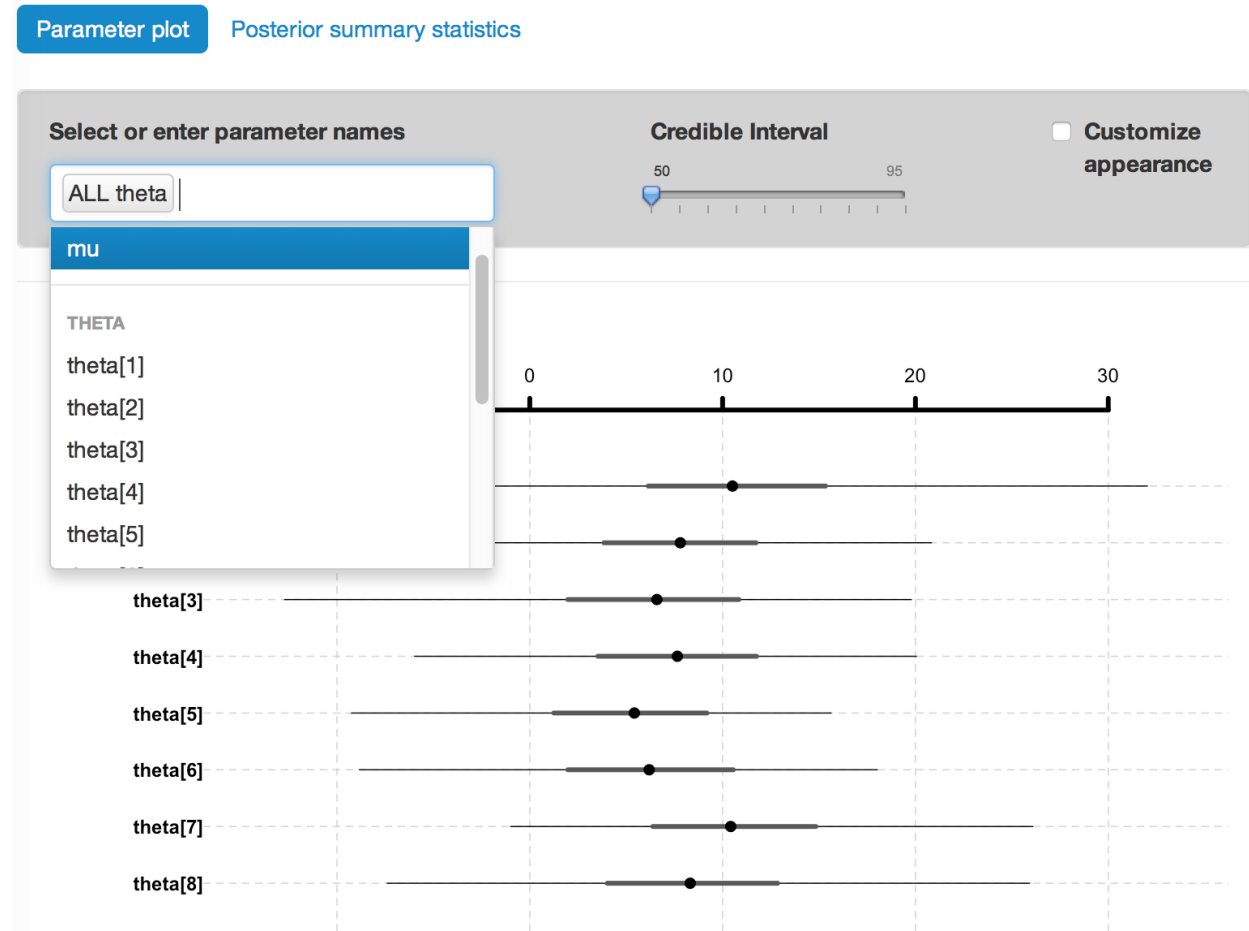 Parameter plot Posterior summary statistics
Select or enter parameter names Credible Interval Customize
appearance
50 95
ALL theta
mu
THETA
theta[1]
theta[2]
theta[3]
theta[4]
theta[5]
0 10 20 30
theta[3]
theta[4]
theta[5]
theta[6]
theta[7]
theta[8]